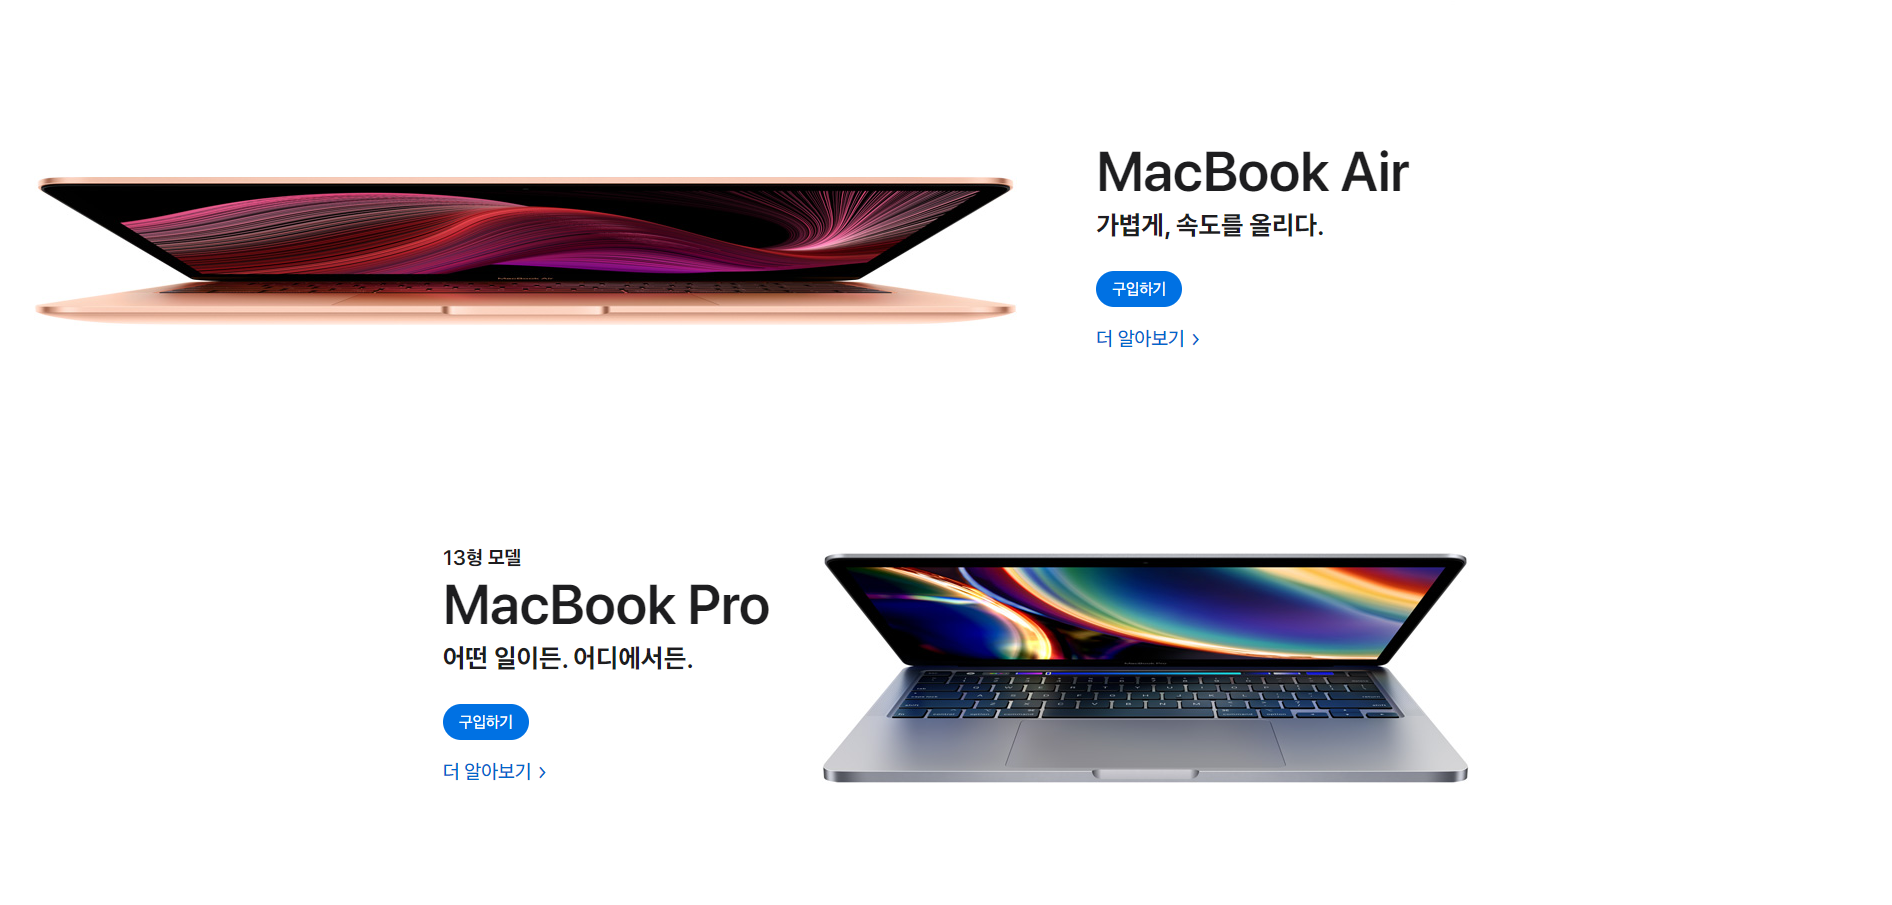 MacBook Air
가볍게, 속도를 올리다.
구입하기
더 알아보기 >
13형 모델
MacBook Pro
어떤 일이든. 어디에서든.
구입하기
더 알아보기 >